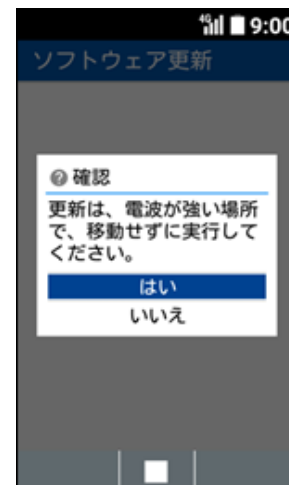 4G 9:00
ソフトウェア更新
確認
更新は、電波が強い場所
で、移動せずに実行して
ください。
はい
いいえ